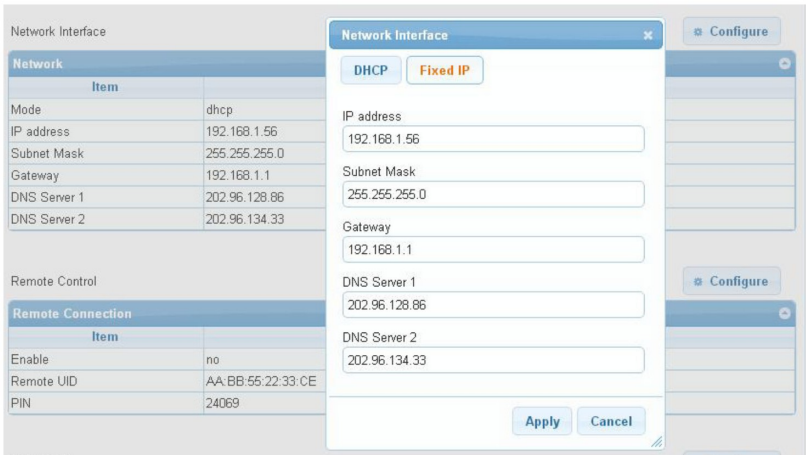 Network Interface
Configure
Network
Item
Mode dhcp
IP address 192.168.1.56
Subnet Mask 255.255.255.0
Gateway 192.168.1.1
DNS Server 1 202.96.128.86
DNS Server 2 202.96.134.33
Remote Control
Configure
Remote Connection
Item
Enable no
Remote UID AA:BB:55:22:33:CE
PIN 24069
Network Interface
DHCP Fixed IP
IP address
192.168.1.56
Subnet Mask
255.255.255.0
Gateway
192.168.1.1
DNS Server 1
202.96.128.86
DNS Server 2
202.96.134.33
Apply Cancel